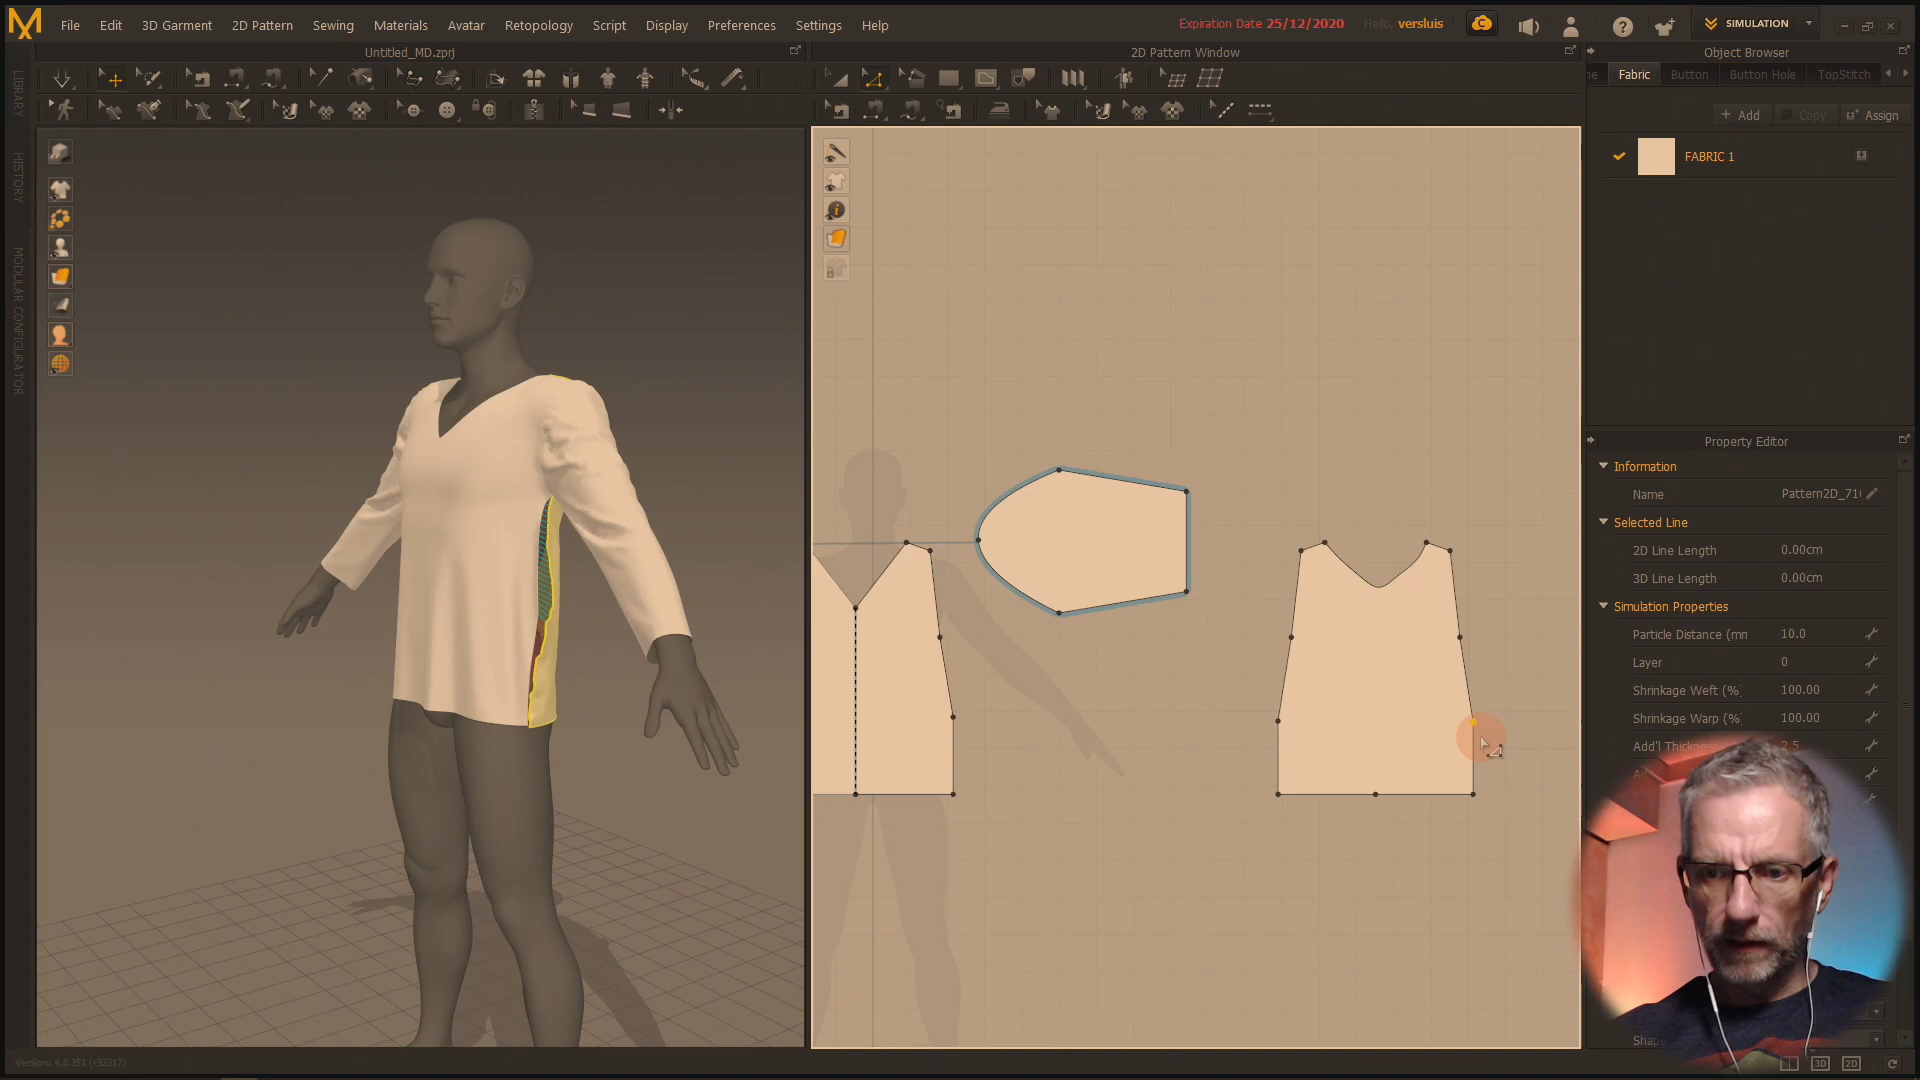 File Edit 3D Garment 2D Pattern Sewing Materials Avatar Retopology Script Display Preferences Settings Help
Expiration Date 25/12/2020 Hello, versluis
SIMULATION
Untitled_MD.zprj
2D Pattern Window
Object Browser
Fabric Button Button Hole TopStitch
+ Add Copy Assign
FABRIC 1
LIBRARY
HISTORY
MODULAR CONFIGURATOR
Property Editor
Information
Name Pattern2D_71
Selected Line
2D Line Length 0.00cm
3D Line Length 0.00cm
Simulation Properties
Particle Distance (mn 10.0
Layer 0
Shrinkage Weft (% 100.00
Shrinkage Warp (% 100.00
Add'l Thickness 2.5
Shape
Version: 6.0.351 (r32317)
3D 2D